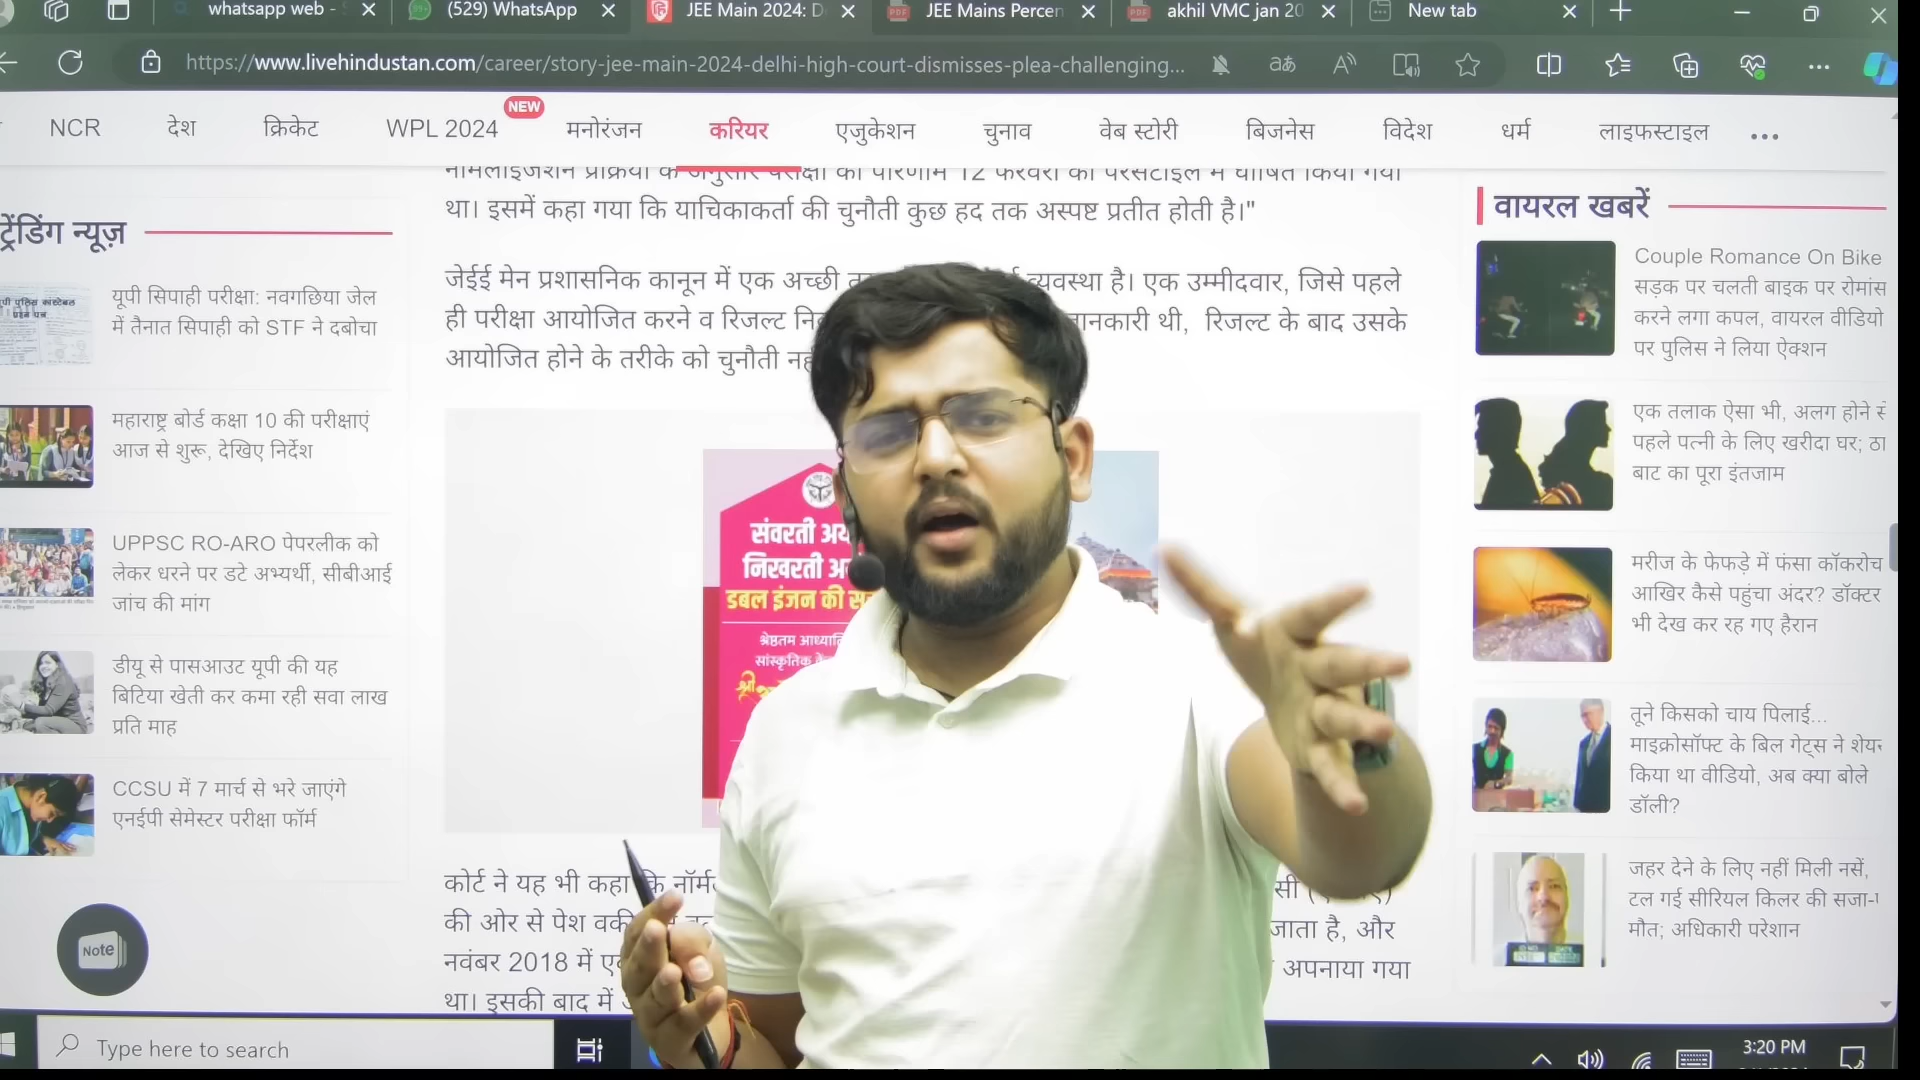 whatsapp web -
(529) WhatsApp
JEE Main 2024: D
JEE Mains Percen
akhil VMC jan 20
New tab
https://www.livehindustan.com/career/story-jee-main-2024-delhi-high-court-dismisses-plea-challenging...
NCR
देश
क्रिकेट
WPL 2024
NEW
मनोरंजन
करियर
एजुकेशन
चुनाव
वेब स्टोरी
बिजनेस
विदेश
धर्म
लाइफस्टाइल
ट्रेंडिंग न्यूज़
यूपी सिपाही परीक्षा: नवगछिया जेल
में तैनात सिपाही को STF ने दबोचा
महाराष्ट्र बोर्ड कक्षा 10 की परीक्षाएं
आज से शुरू, देखिए निर्देश
UPPSC RO-ARO पेपरलीक को
लेकर धरने पर डटे अभ्यर्थी, सीबीआई
जांच की मांग
डीयू से पासआउट यूपी की यह
बिटिया खेती कर कमा रही सवा लाख
प्रति माह
CCSU में 7 मार्च से भरे जाएंगे
एनईपी सेमेस्टर परीक्षा फॉर्म
Note
था। इसमें कहा गया कि याचिकाकर्ता की चुनौती कुछ हद तक अस्पष्ट प्रतीत होती है।"
जेईई मेन प्रशासनिक कानून में एक अच्छी व्यवस्था है। एक उम्मीदवार, जिसे पहले
ही परीक्षा आयोजित करने व रिजल्ट थी, रिजल्ट के बाद उसके
आयोजित होने के तरीके को चुनौती
संवरती
निखरती
डबल इंजन की
श्रेष्ठतम
सांस्कृतिक
श्री
कोर्ट ने यह भी कहा कि
की ओर से पेश जाता है, और
नवंबर 2018 में अपनाया गया
था। इसकी बाद में
वायरल खबरें
Couple Romance On Bike
सड़क पर चलती बाइक पर रोमांस
करने लगा कपल, वायरल वीडियो
पर पुलिस ने लिया ऐक्शन
एक तलाक ऐसा भी, अलग होने से
पहले पत्नी के लिए खरीदा घर;
बाट का पूरा इंतजाम
मरीज के फेफड़े में फंसा कॉकरोच
आखिर कैसे पहुंचा अंदर? डॉक्टर
भी देख कर रह गए हैरान
तूने किसको चाय पिलाई...
माइक्रोसॉफ्ट के बिल गेट्स ने
किया था वीडियो, अब क्या बोले
डॉली?
जहर देने के लिए नहीं मिली नसें,
टल गई सीरियल किलर की
मौत; अधिकारी परेशान
Type here to search
3:20 PM